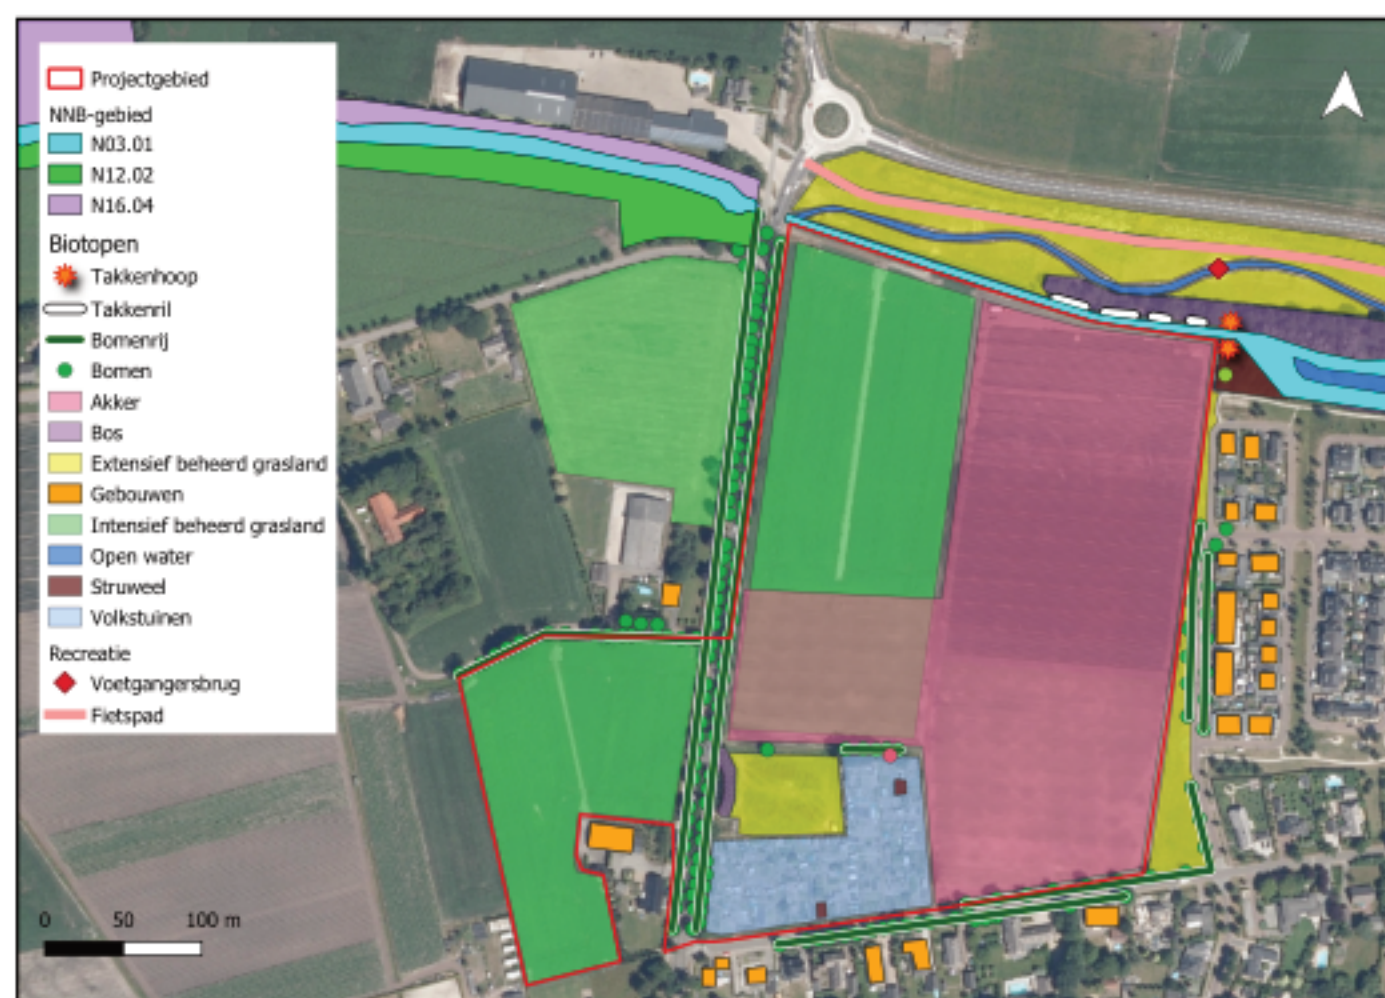 Projectgebied
NNB-gebied
N03.01
N12.02
N16.04
Biotopen
Takkenhoop
Takkenril
Bomenrij
Bomen
Akker
Bos
Extensief beheerd grasland
Gebouwen
Intensief beheerd grasland
Open water
Struweel
Volkstuinen
Recreatie
Voetgangersbrug
Fietspad
0 50 100 m